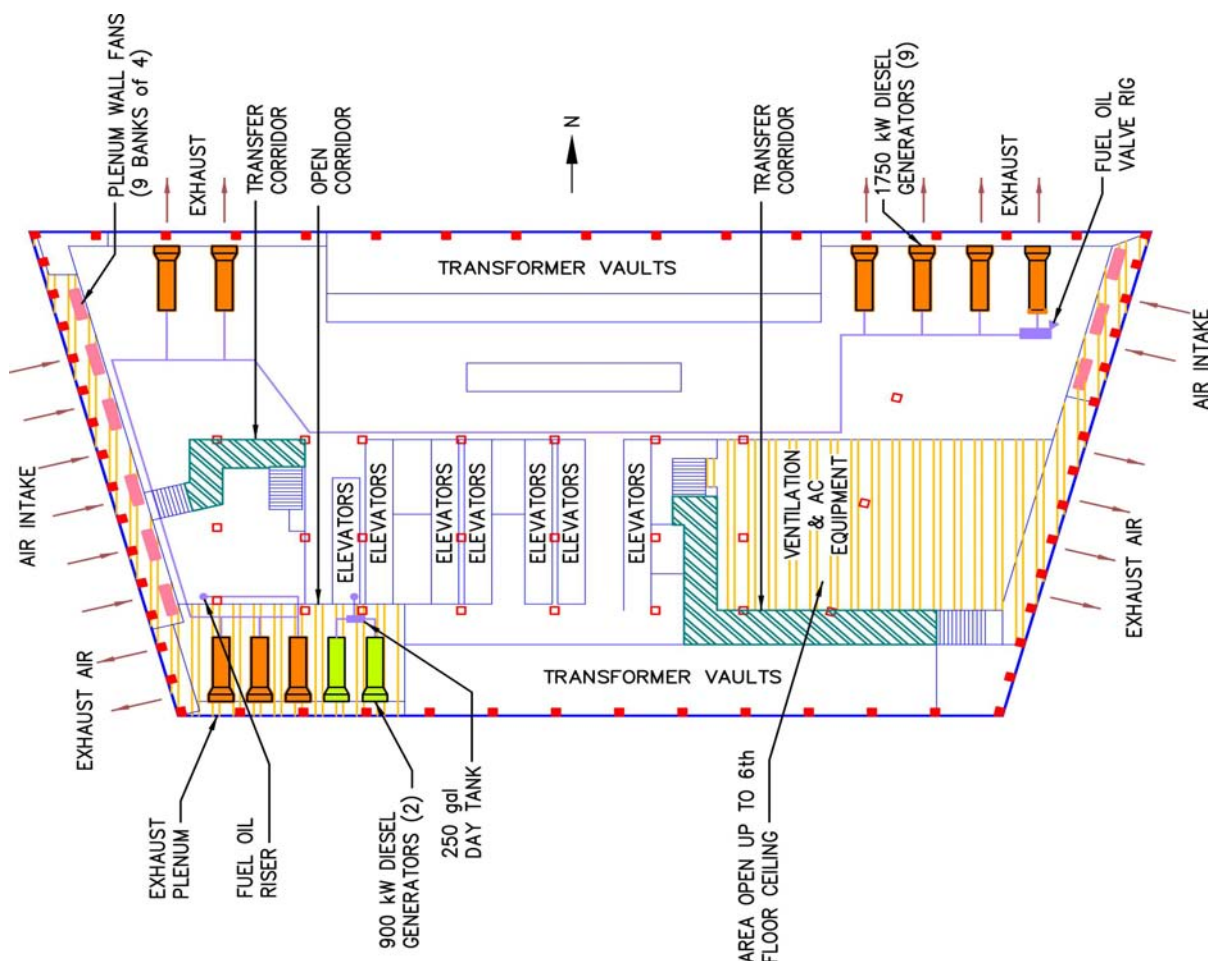 PLENUM WALL FANS
(9 BANKS of 4)
EXHAUST
TRANSFER
CORRIDOR
OPEN
CORRIDOR
N
TRANSFER
CORRIDOR
1750 kW DIESEL
GENERATORS (9)
EXHAUST
FUEL OIL
VALVE RIG
TRANSFORMER VAULTS
AIR INTAKE
AIR INTAKE
ELEVATORS
ELEVATORS
ELEVATORS
ELEVATORS
ELEVATORS
ELEVATORS
ELEVATORS
VENTILATION
& AC
EQUIPMENT
EXHAUST AIR
EXHAUST AIR
TRANSFORMER VAULTS
EXHAUST
PLENUM
FUEL OIL
RISER
900 kW DIESEL
GENERATORS (2)
250 gal
DAY TANK
AREA OPEN UP TO 6th
FLOOR CEILING